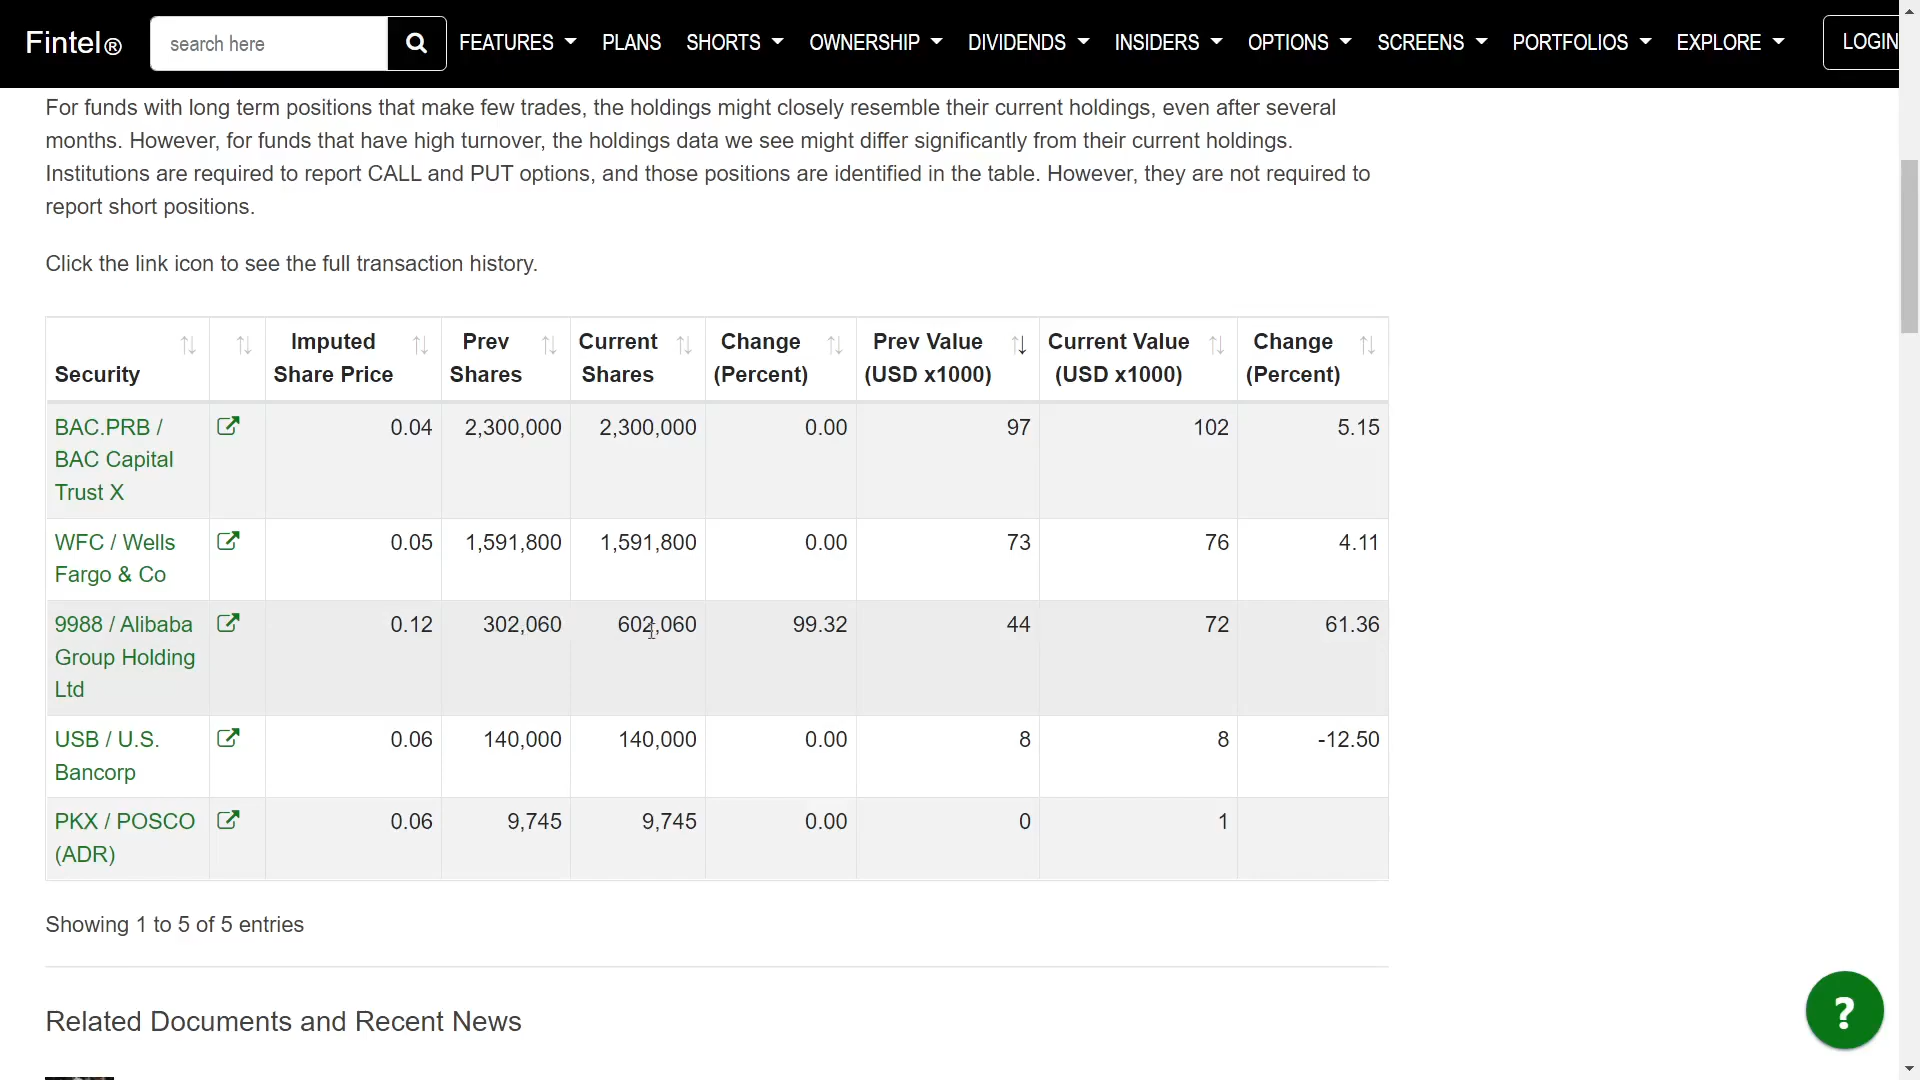 Fintel®
search here
FEATURES
PLANS
SHORTS
OWNERSHIP
DIVIDENDS
INSIDERS
OPTIONS
SCREENS
PORTFOLIOS
EXPLORE
LOGIN
For funds with long term positions that make few trades, the holdings might closely resemble their current holdings, even after several
months. However, for funds that have high turnover, the holdings data we see might differ significantly from their current holdings.
Institutions are required to report CALL and PUT options, and those positions are identified in the table. However, they are not required to
report short positions.
Click the link icon to see the full transaction history.
Security
Imputed
Share Price
Prev
Shares
Current
Shares
Change
(Percent)
Prev Value
(USD x1000)
Current Value
(USD x1000)
Change
(Percent)
BAC.PRB /
BAC Capital
Trust X
0.04
2,300,000
2,300,000
0.00
97
102
5.15
WFC / Wells
Fargo & Co
0.05
1,591,800
1,591,800
0.00
73
76
4.11
9988 / Alibaba
Group Holding
Ltd
0.12
302,060
602,060
99.32
44
72
61.36
USB / U.S.
Bancorp
0.06
140,000
140,000
0.00
8
8
-12.50
PKX / POSCO
(ADR)
0.06
9,745
9,745
0.00
0
1
Showing 1 to 5 of 5 entries
Related Documents and Recent News
?